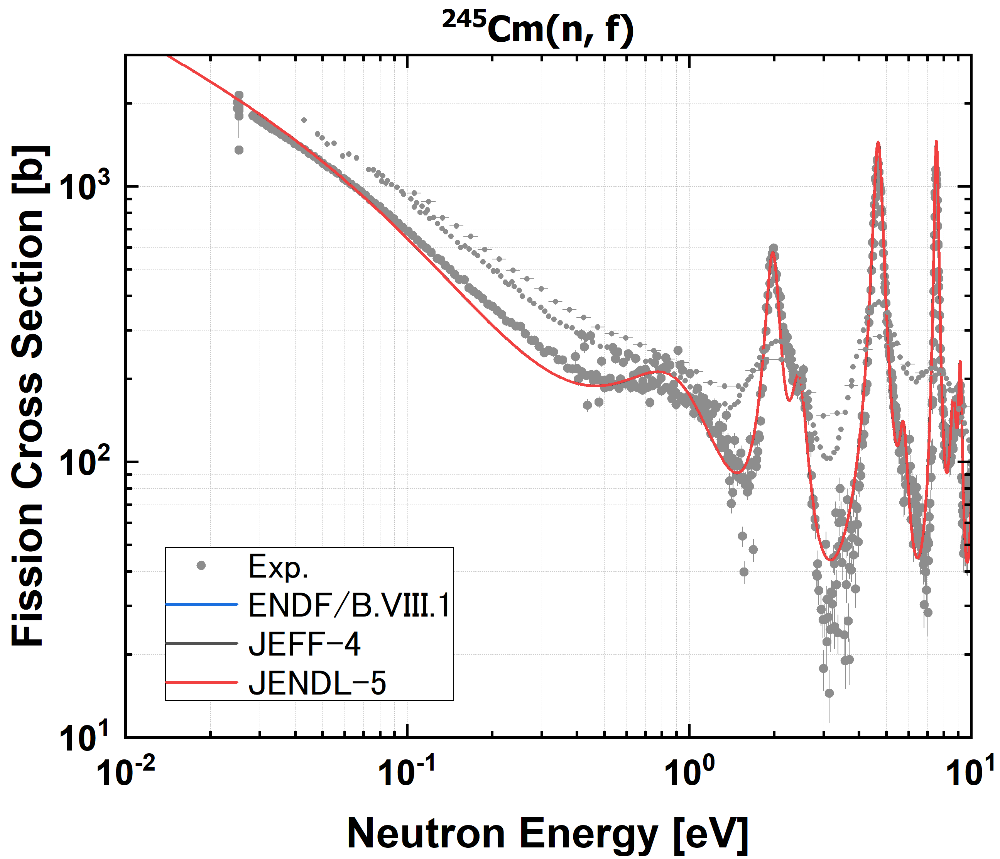 ²⁴⁵Cm(n, f)
Fission Cross Section [b]
10³
10²
10¹
Exp.
ENDF/B.VIII.1
JEFF-4
JENDL-5
10⁻² 10⁻¹ 10⁰ 10¹
Neutron Energy [eV]